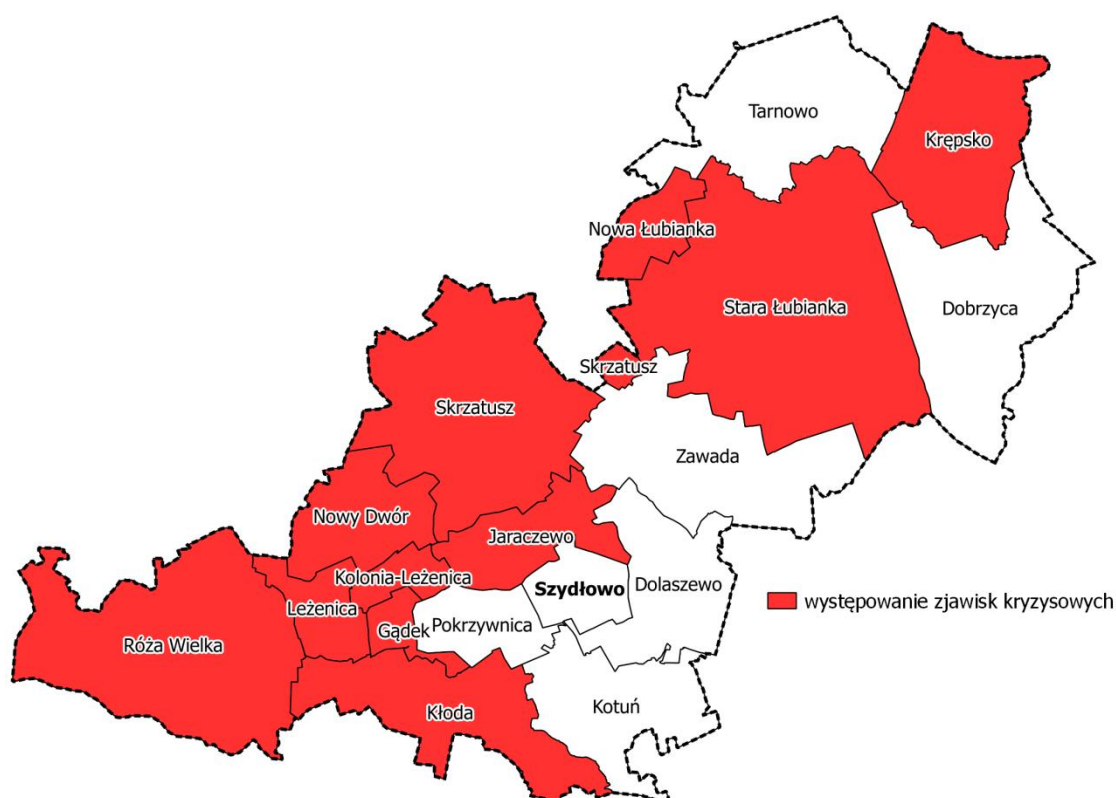 Tarnowo
Krępsko
Nowa Łubianka
Stara Łubianka
Dobrzyca
Skrzatusz
Skrzatusz
Zawada
Nowy Dwór
Jaraczewo
Kolonia-Leżenica
Szydłowo
Dolaszewo
Leżenica
występowanie zjawisk kryzysowych
Gądek
Pokrzywnica
Róża Wielka
Kłoda
Kotuń